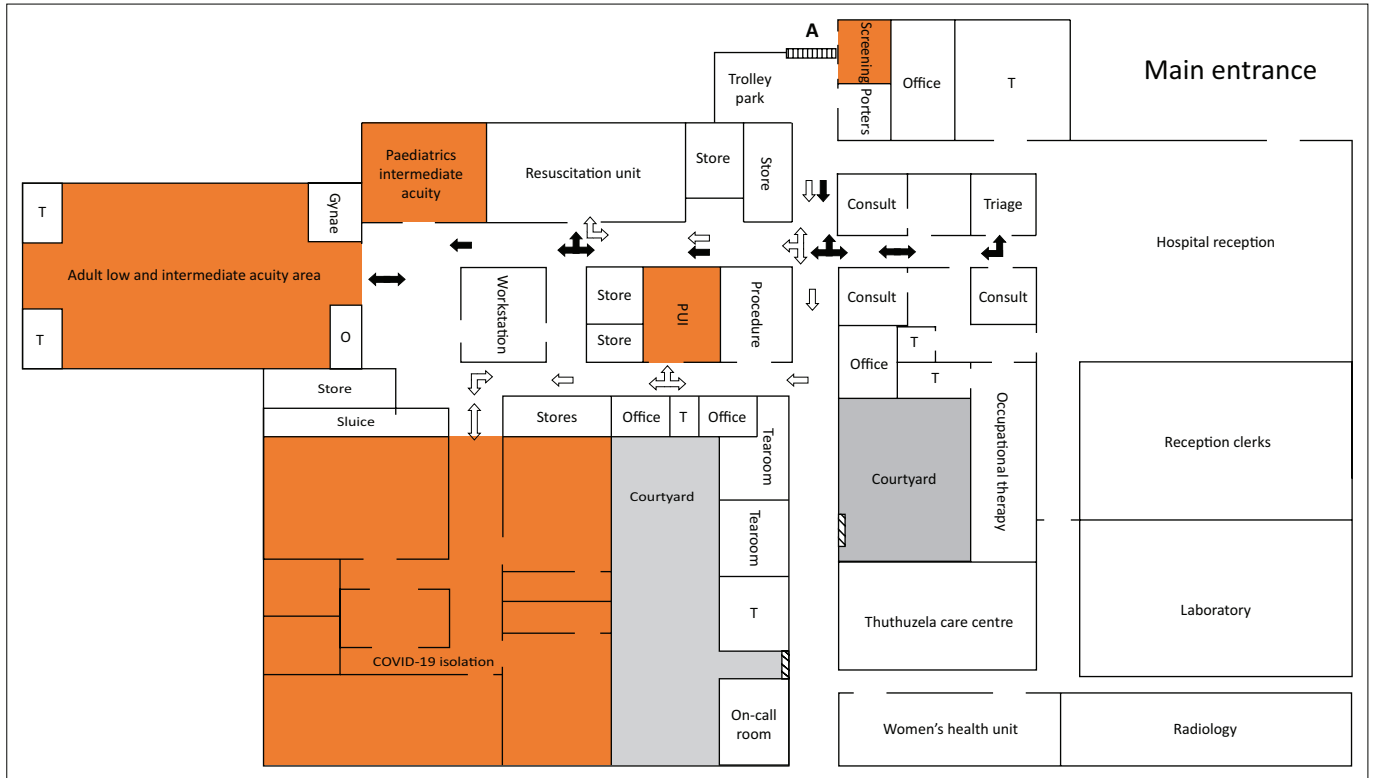 A
Screening
Porters
Office
T
Main entrance
Trolley
park
Paediatrics
intermediate
acuity
Resuscitation unit
Store
Store
T
Gynae
Consult
Triage
Hospital reception
Adult low and intermediate acuity area
Workstation
Store
PUI
Procedure
Consult
Consult
T
O
Store
Office
T
T
Store
Sluice
Stores
Office
T
Office
Tearoom
Occupational therapy
Reception clerks
Courtyard
Courtyard
Tearoom
T
Laboratory
Thuthuzela care centre
COVID-19 isolation
On-call
room
Women's health unit
Radiology